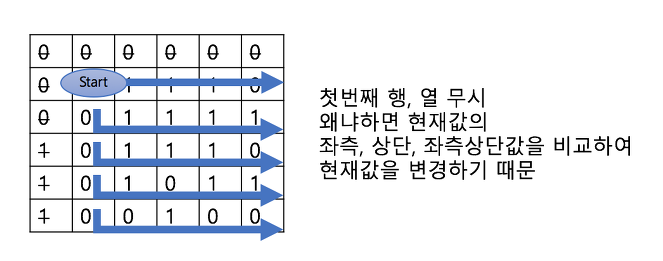 0 0 0 0 0 0
0 Start 1 1 1 0
0 0 1 1 1 1
1 0 1 1 1 0
1 0 1 0 1 1
1 0 0 1 0 0
첫번째 행, 열 무시
왜냐하면 현재값의
좌측, 상단, 좌측상단값을 비교하여
현재값을 변경하기 때문